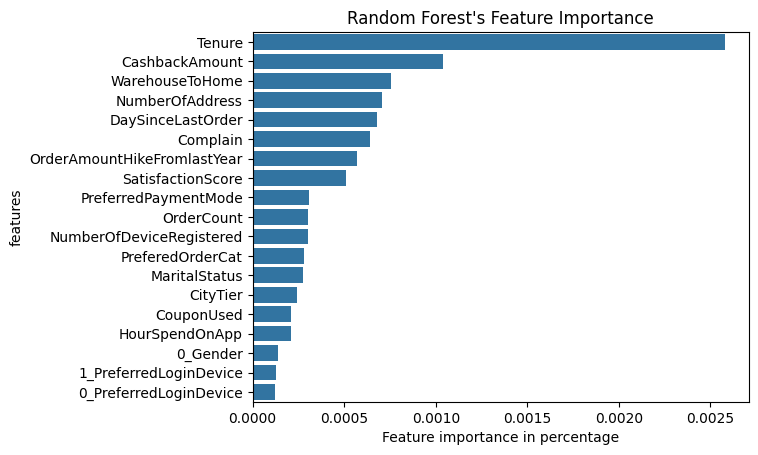 Random Forest's Feature Importance
Tenure
CashbackAmount
WarehouseToHome
NumberOfAddress
DaySinceLastOrder
Complain
OrderAmountHikeFromlastYear
SatisfactionScore
PreferredPaymentMode
OrderCount
NumberOfDeviceRegistered
PreferedOrderCat
MaritalStatus
CityTier
CouponUsed
HourSpendOnApp
0_Gender
1_PreferredLoginDevice
0_PreferredLoginDevice
features
0.0000 0.0005 0.0010 0.0015 0.0020 0.0025
Feature importance in percentage